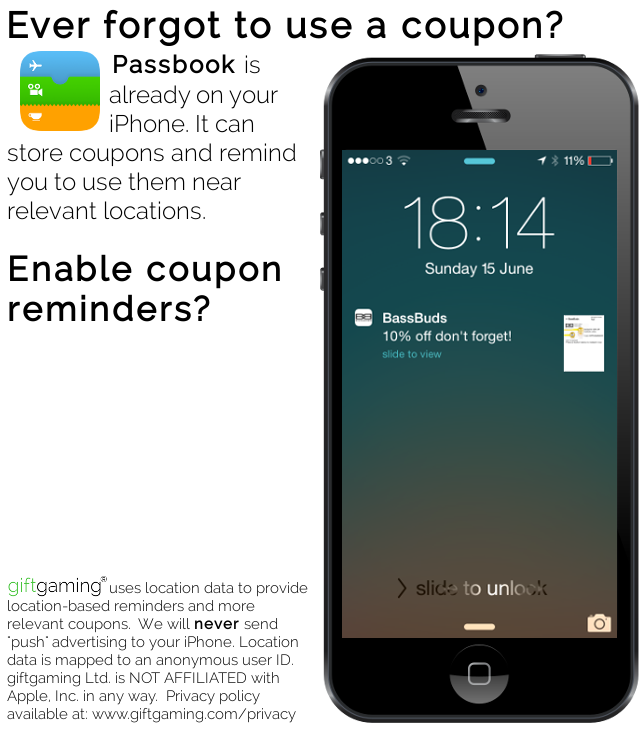 Ever forgot to use a coupon?
Passbook is
already on your
iPhone. It can
store coupons and remind
you to use them near
relevant locations.
Enable coupon
reminders?
3 11%
18:14
Sunday 15 June
BassBuds
10% off don't forget!
slide to view
> slide to unlock
giftgaming® uses location data to provide
location-based reminders and more
relevant coupons. We will never send
"push" advertising to your iPhone. Location
data is mapped to an anonymous user ID.
giftgaming Ltd. is NOT AFFILIATED with
Apple, Inc. in any way. Privacy policy
available at: www.giftgaming.com/privacy